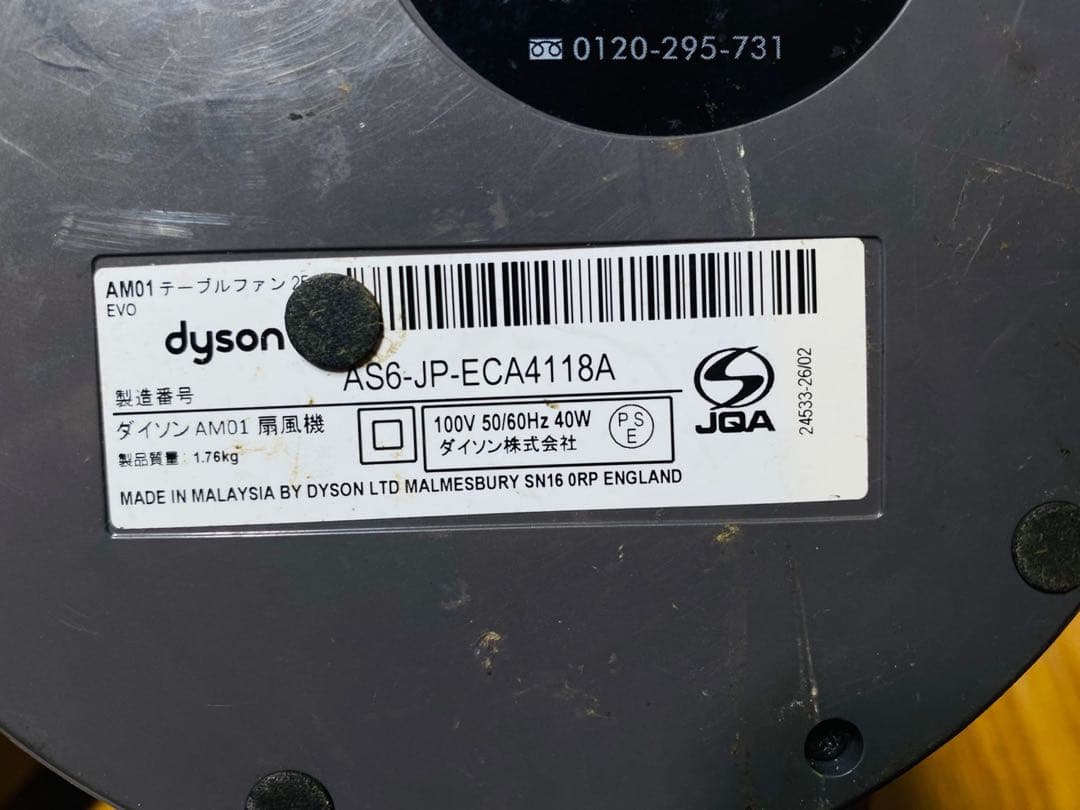 0120-295-731
AM01 テーブルファン
EVO
dyson
AS6-JP-ECA4118A
製造番号
ダイソン AM01 扇風機
製品質量: 1.76kg
100V 50/60Hz 40W
ダイソン株式会社
PSE
JQA
24533-26/02
MADE IN MALAYSIA BY DYSON LTD MALMESBURY SN16 0RP ENGLAND